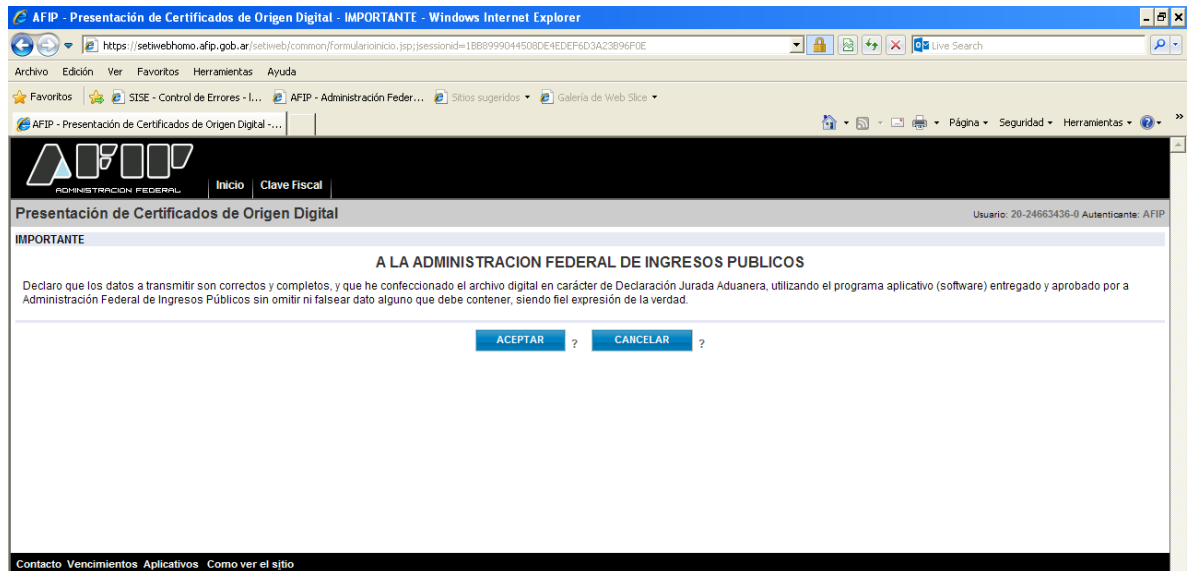 AFIP - Presentación de Certificados de Origen Digital - IMPORTANTE - Windows Internet Explorer
https://setiwebhomo.afip.gob.ar/setiweb/common/formularioinicio.jsp;jsessionid=1BB8999044508DE4EDEF6D3A23B96F0E
Live Search
Archivo Edición Ver Favoritos Herramientas Ayuda
Favoritos SISE - Control de Errores - I... AFIP - Administración Feder... Sitios sugeridos Galería de Web Slice
AFIP - Presentación de Certificados de Origen Digital -... Página Seguridad Herramientas »
AFIP
ADMINISTRACION FEDERAL Inicio Clave Fiscal
Presentación de Certificados de Origen Digital Usuario: 20-24663436-0 Autenticante: AFIP
IMPORTANTE
A LA ADMINISTRACION FEDERAL DE INGRESOS PUBLICOS
Declaro que los datos a transmitir son correctos y completos, y que he confeccionado el archivo digital en carácter de Declaración Jurada Aduanera, utilizando el programa aplicativo (software) entregado y aprobado por a
Administración Federal de Ingresos Públicos sin omitir ni falsear dato alguno que debe contener, siendo fiel expresión de la verdad.
ACEPTAR ? CANCELAR ?
Contacto Vencimientos Aplicativos Como ver el sitio